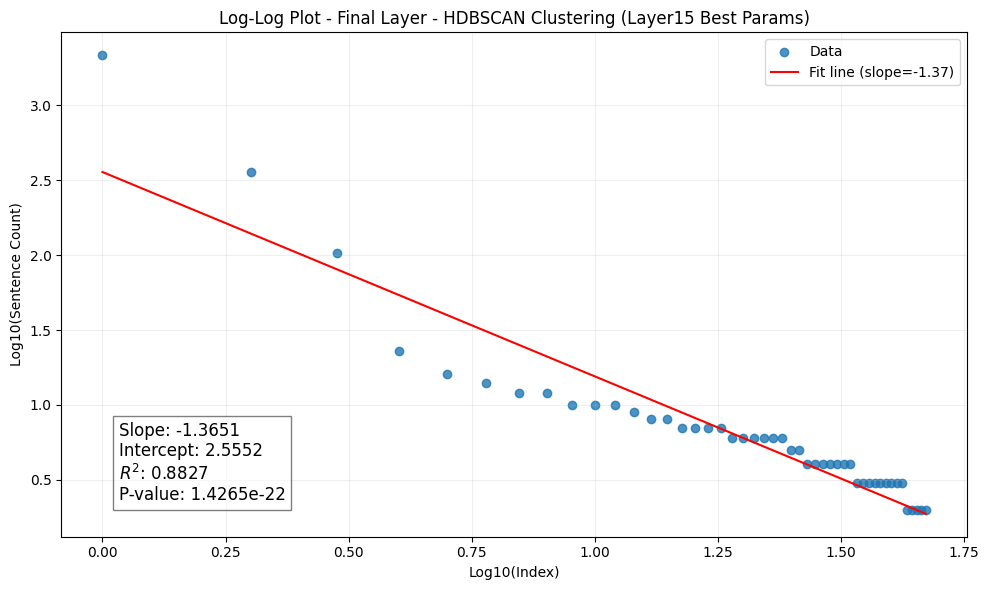 Log-Log Plot - Final Layer - HDBSCAN Clustering (Layer15 Best Params)
Data
Fit line (slope=-1.37)
Log10(Sentence Count)
3.0
2.5
2.0
1.5
1.0
0.5
Slope: -1.3651
Intercept: 2.5552
R²: 0.8827
P-value: 1.4265e-22
0.00 0.25 0.50 0.75 1.00 1.25 1.50 1.75
Log10(Index)